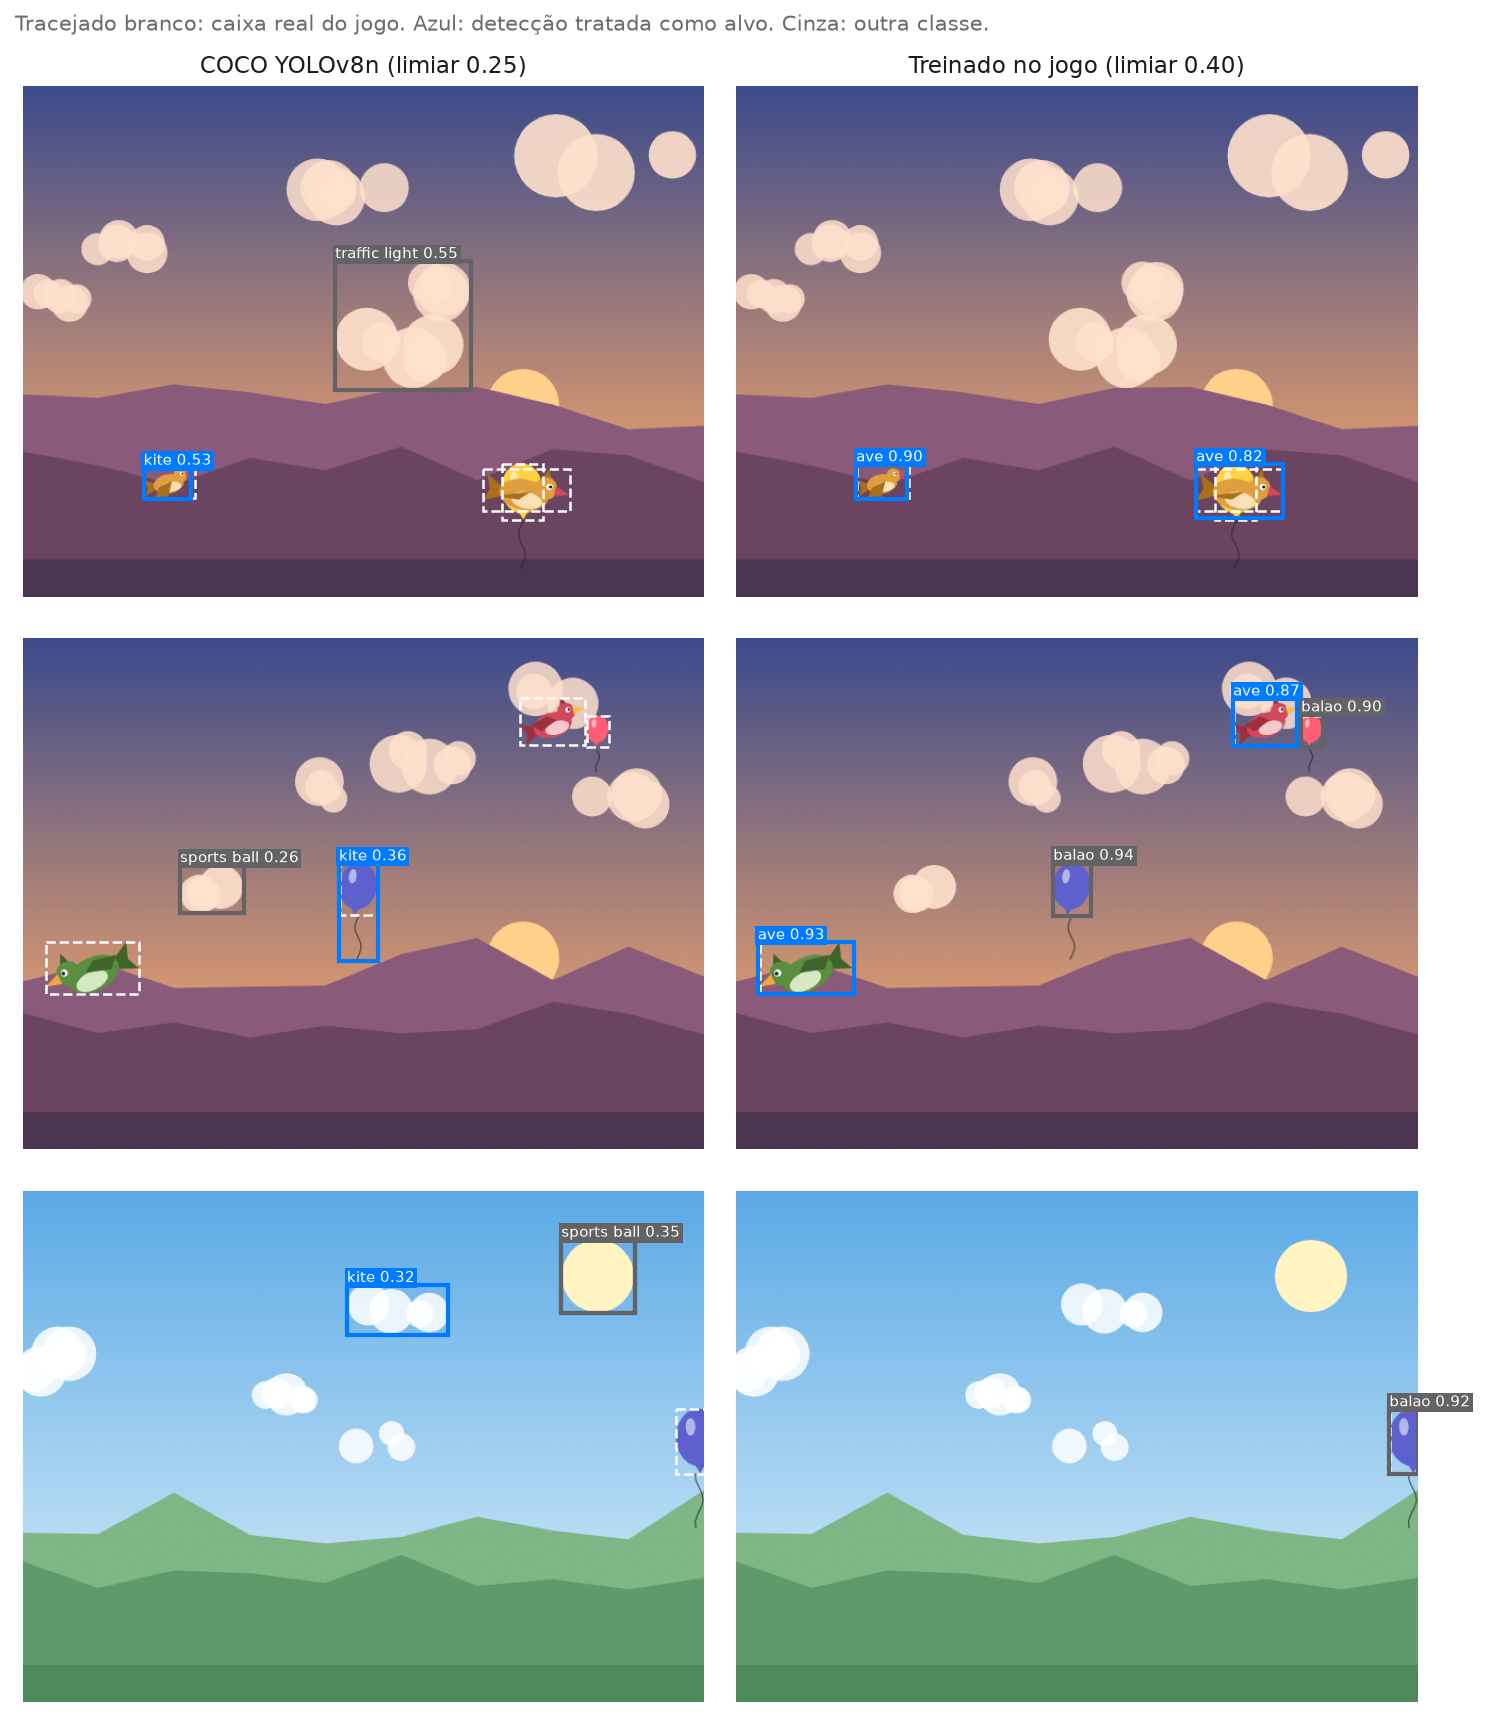 Tracejado branco: caixa real do jogo. Azul: detecção tratada como alvo. Cinza: outra classe.
COCO YOLOv8n (limiar 0.25)
Treinado no jogo (limiar 0.40)
traffic light 0.55
kite 0.53
ave 0.90
ave 0.82
ave 0.87
balao 0.90
sports ball 0.26
kite 0.36
balao 0.94
ave 0.93
sports ball 0.35
kite 0.32
balao 0.92